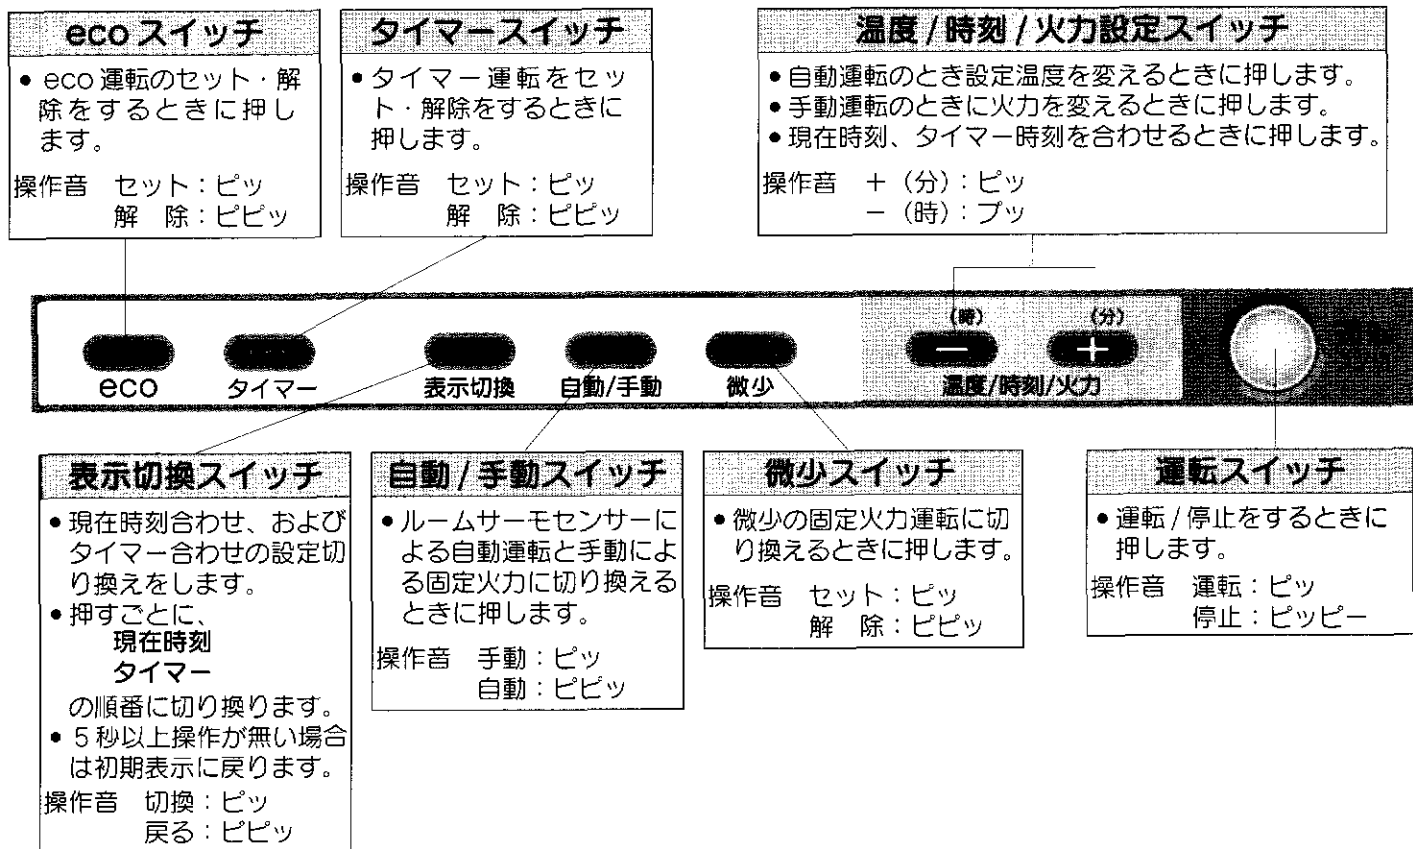 ecoスイッチ
● eco運転のセット・解
除をするときに押し
ます。
操作音 セット：ピッ
解 除：ピピッ
タイマースイッチ
● タイマー運転をセッ
ト・解除をするときに
押します。
操作音 セット：ピッ
解 除：ピピッ
温度/時刻/火力設定スイッチ
● 自動運転のとき設定温度を変えるときに押します。
● 手動運転のときに火力を変えるときに押します。
● 現在時刻、タイマー時刻を合わせるときに押します。
操作音 ＋（分）：ピッ
－（時）：プッ
（時） （分）
－ ＋
eco タイマー 表示切換 自動/手動 微少 温度/時刻/火力
表示切換スイッチ
● 現在時刻合わせ、および
タイマー合わせの設定切
り換えをします。
● 押すごとに、
現在時刻
タイマー
の順番に切り換ります。
● 5秒以上操作が無い場合
は初期表示に戻ります。
操作音 切換：ピッ
戻る：ピピッ
自動/手動スイッチ
● ルームサーモセンサーに
よる自動運転と手動によ
る固定火力に切り換える
ときに押します。
操作音 手動：ピッ
自動：ピピッ
微少スイッチ
● 微少の固定火力運転に切
り換えるときに押します。
操作音 セット：ピッ
解 除：ピピッ
運転スイッチ
● 運転/停止をするときに
押します。
操作音 運転：ピッ
停止：ピッピー